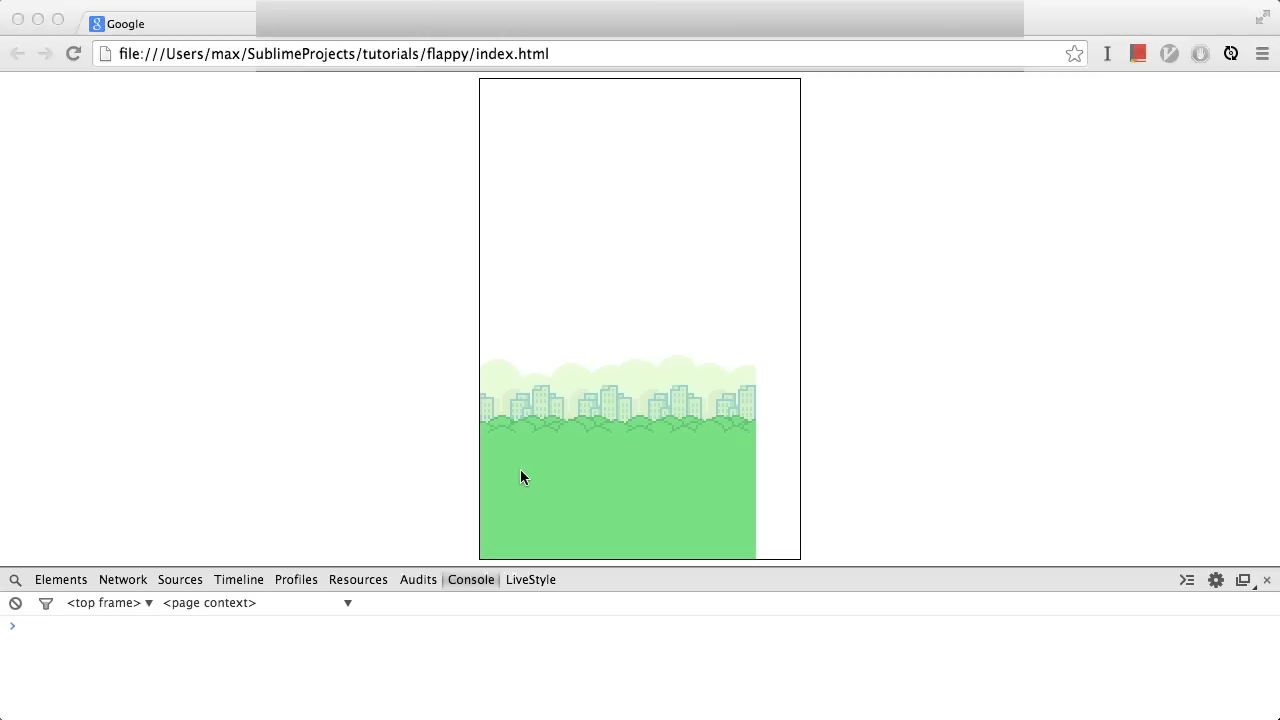 Google
file:///Users/max/SublimeProjects/tutorials/flappy/index.html
Elements Network Sources Timeline Profiles Resources Audits Console LiveStyle
<top frame> <page context>